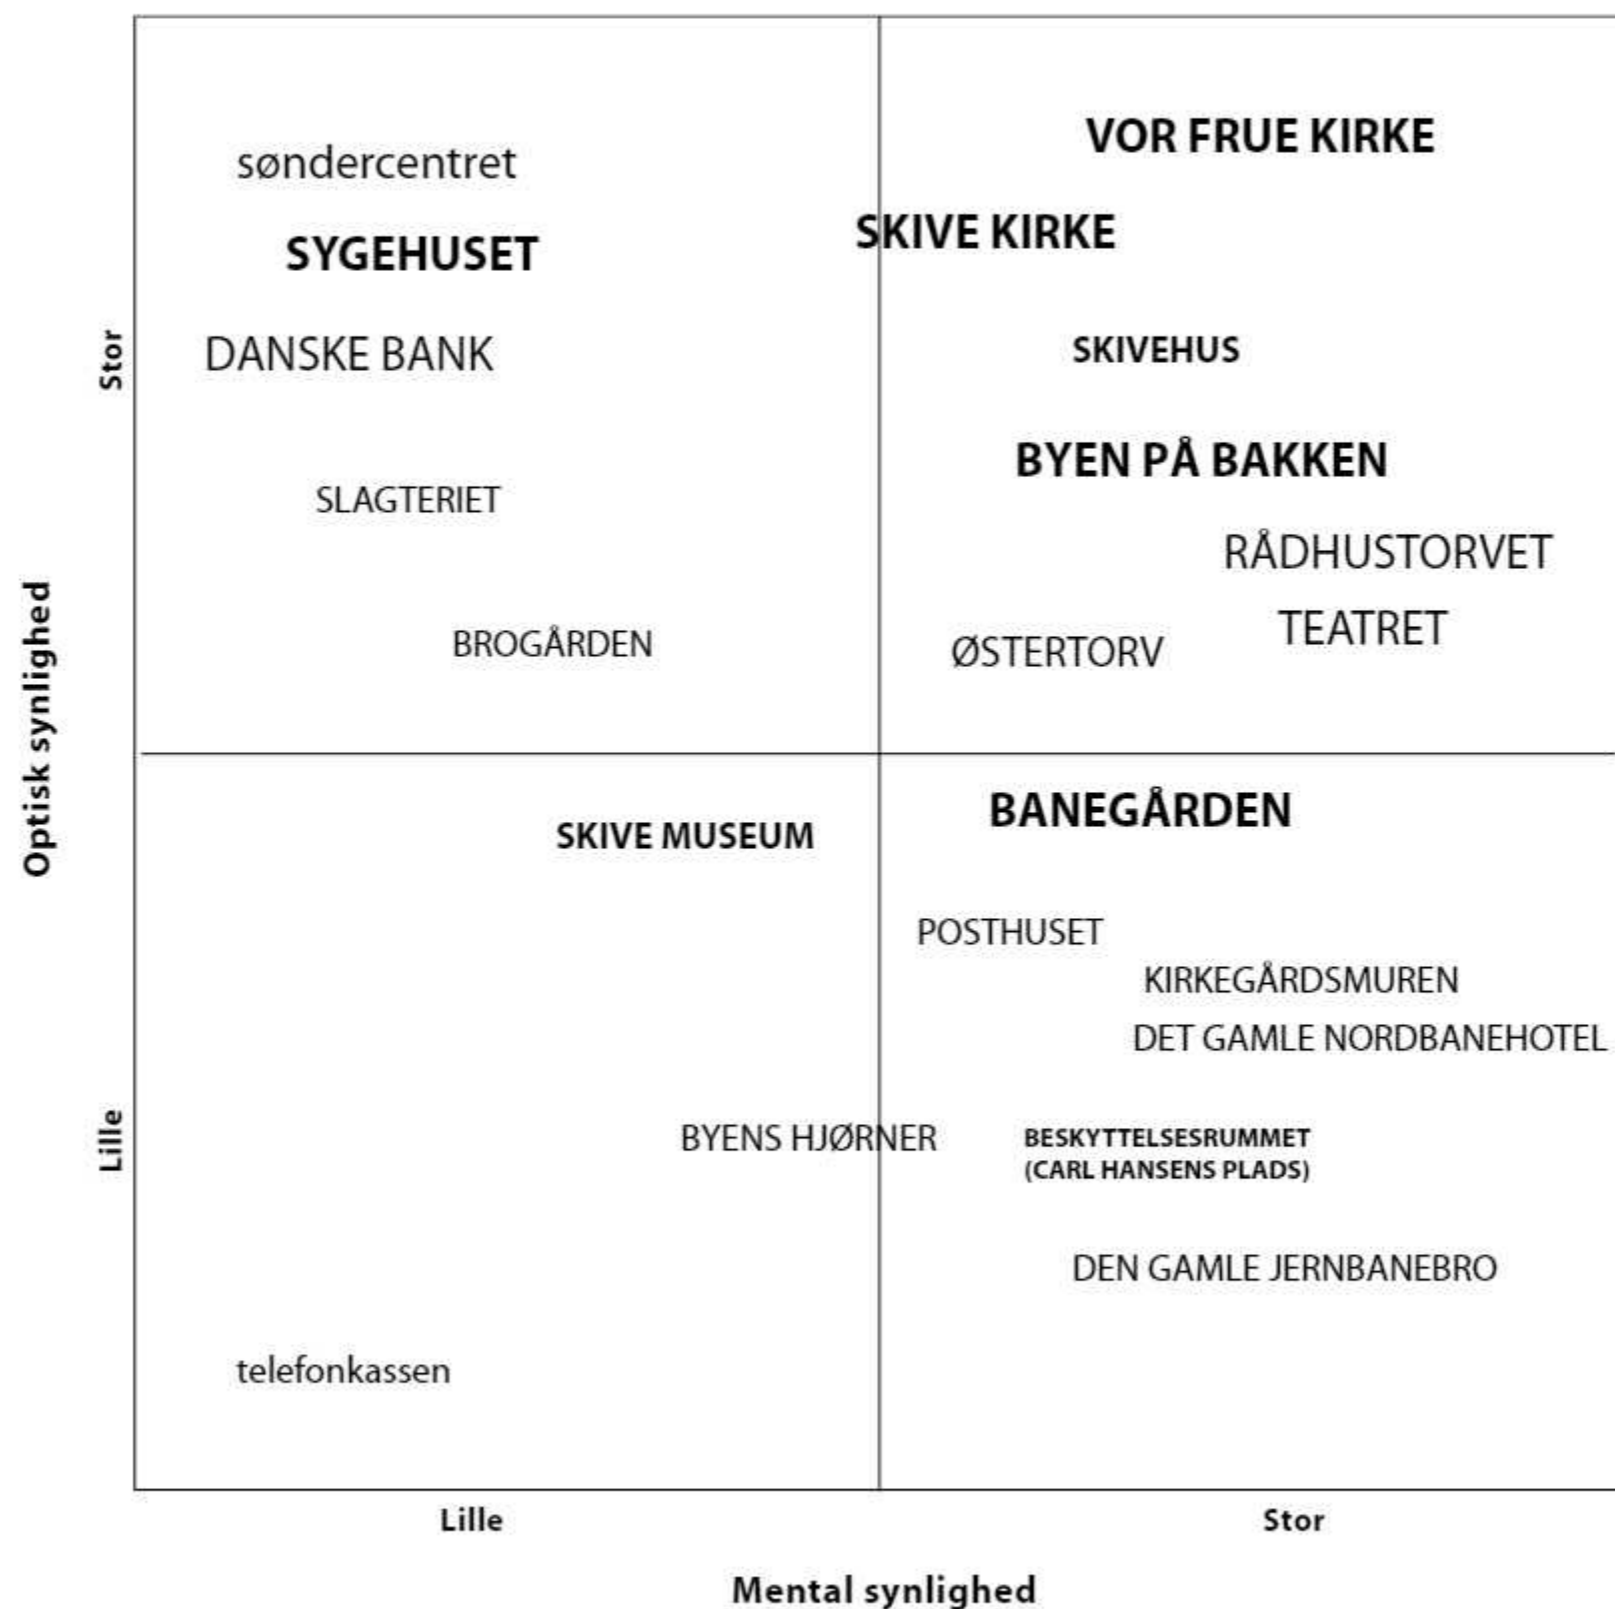 VOR FRUE KIRKE
søndercentret
SKIVE KIRKE
SYGEHUSET
SKIVEHUS
DANSKE BANK
Stor
BYEN PÅ BAKKEN
SLAGTERIET
RÅDHUSTORVET
TEATRET
BROGÅRDEN
ØSTERTORV
Optisk synlighed
BANEGÅRDEN
SKIVE MUSEUM
POSTHUSET
KIRKEGÅRDSMUREN
DET GAMLE NORDBANEHOTEL
Lille
BYENS HJØRNER
BESKYTTELSESRUMMET
(CARL HANSENS PLADS)
DEN GAMLE JERNBANEBRO
telefonkassen
Lille
Stor
Mental synlighed